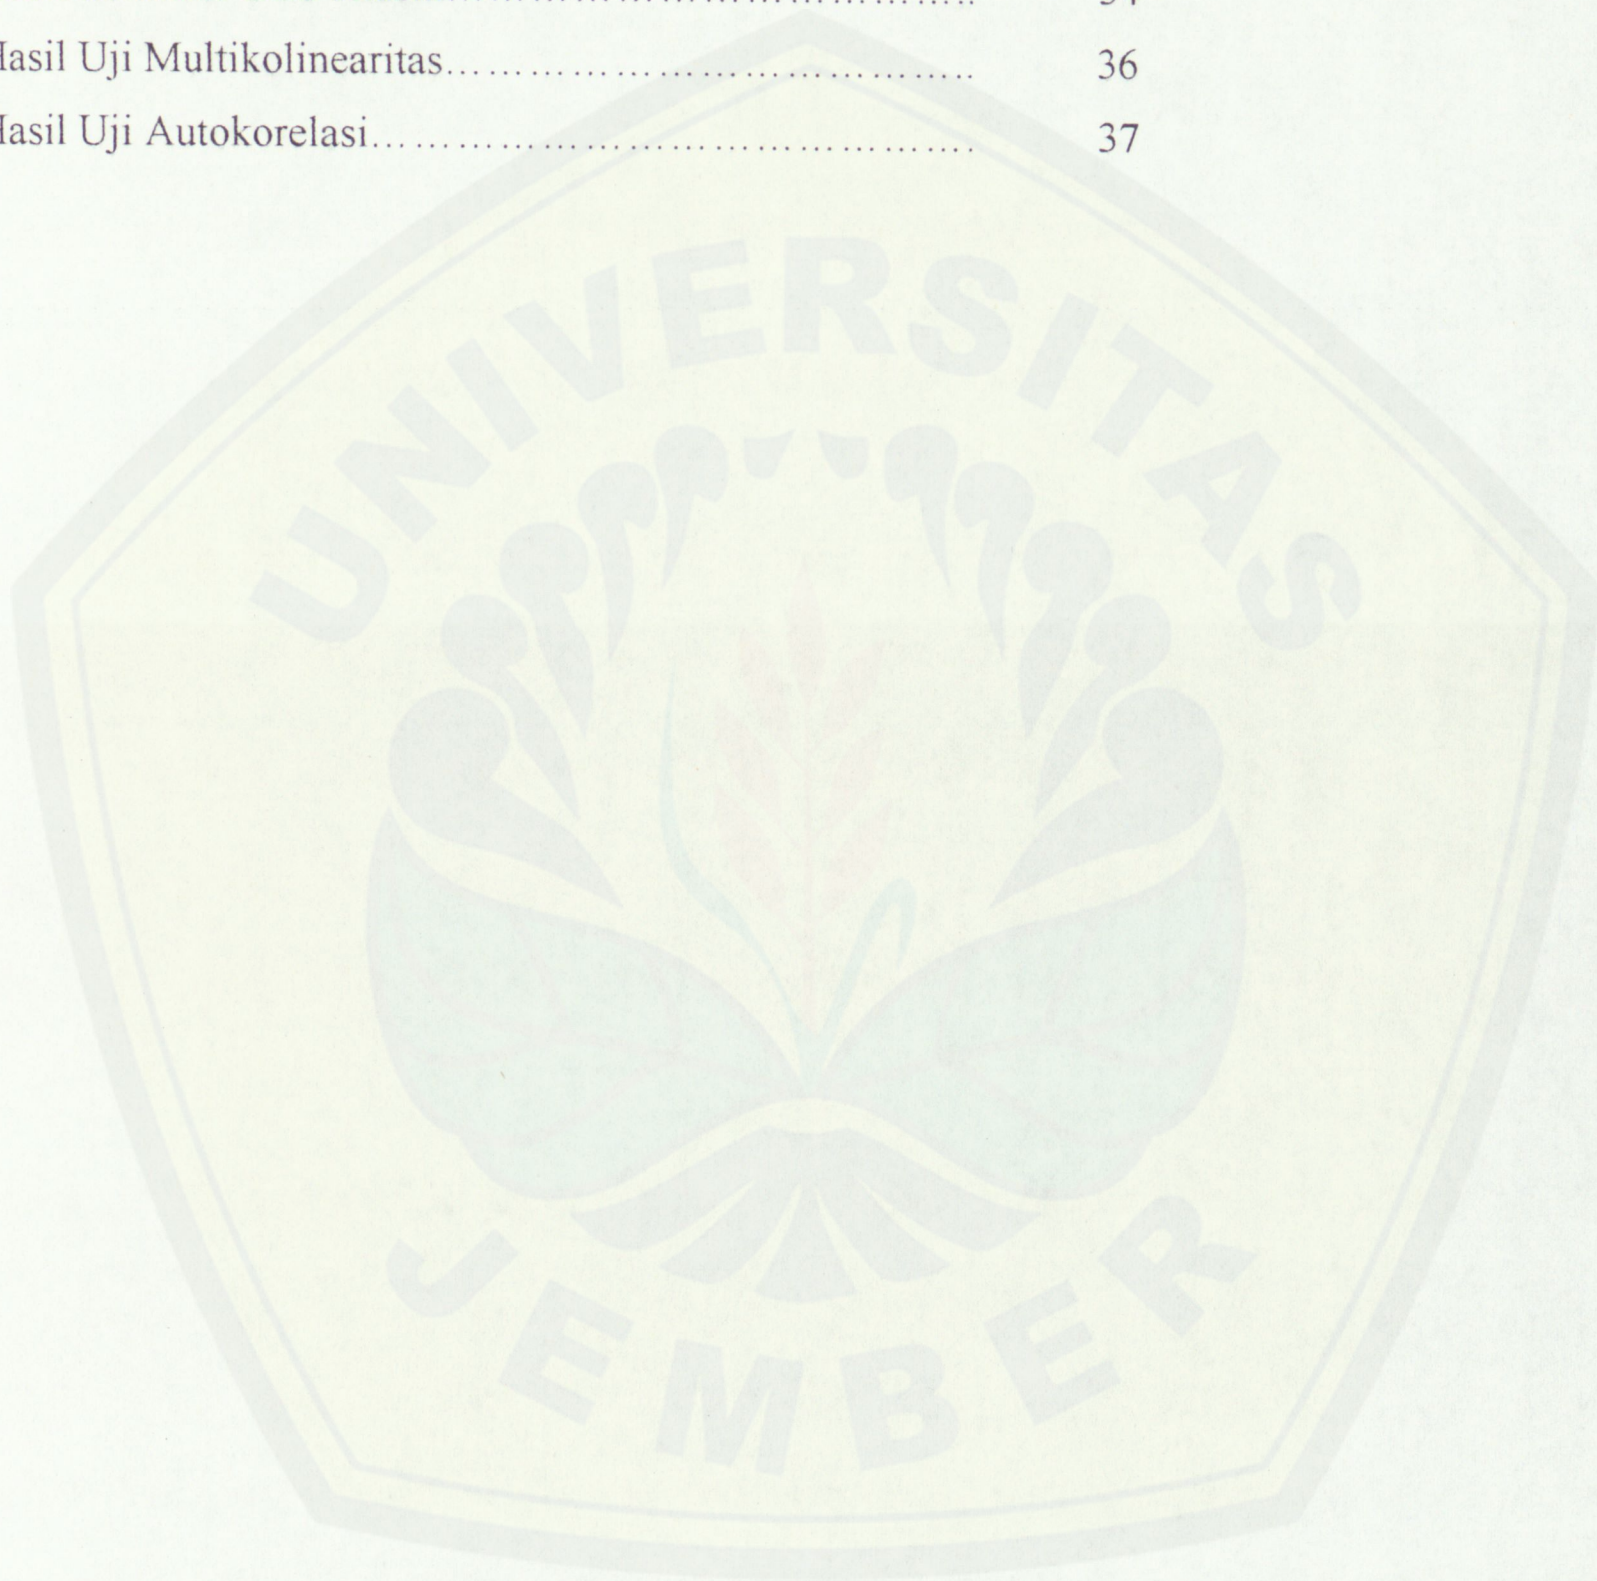 Hasil Uji Multikolinearitas……………………………….. 36
Hasil Uji Autokorelasi……………………………………. 37
UNIVERSITAS
JEMBER